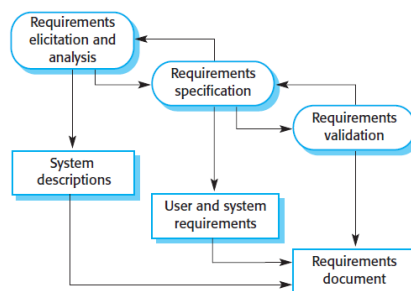 Requirements
elicitation and
analysis
Requirements
specification
Requirements
validation
System
descriptions
User and system
requirements
Requirements
document